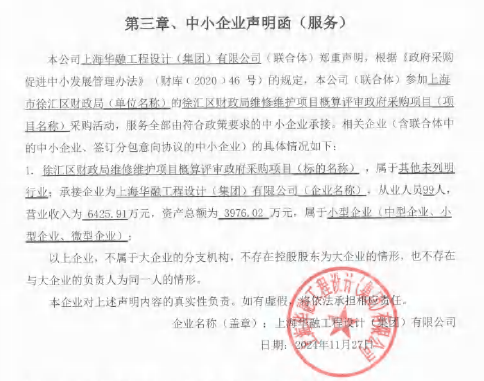 第三章、中小企业声明函（服务）
本公司上海华融工程设计（集团）有限公司（联合体）郑重声明，根据《政府采购
促进中小发展管理办法》（财库﹝2020﹞46 号）的规定，本公司（联合体）参加上海
市徐汇区财政局（单位名称）的徐汇区财政局维修维护项目概算评审政府采购项目（项
目名称）采购活动，服务全部由符合政策要求的中小企业承接。相关企业（含联合体中
的中小企业、签订分包意向协议的中小企业）的具体情况如下：
1. 徐汇区财政局维修维护项目概算评审政府采购项目（标的名称），属于其他未列明
行业；承接企业为上海华融工程设计（集团）有限公司（企业名称），从业人员99人，
营业收入为 6425.91万元，资产总额为 3976.02 万元，属于小型企业（中型企业、小
型企业、微型企业）；
以上企业，不属于大企业的分支机构，不存在控股股东为大企业的情形，也不存在
与大企业的负责人为同一人的情形。
本企业对上述声明内容的真实性负责。如有虚假，将依法承担相应责任。
企业名称（盖章）：上海华融工程设计（集团）有限公司
日期：2024年11月27日